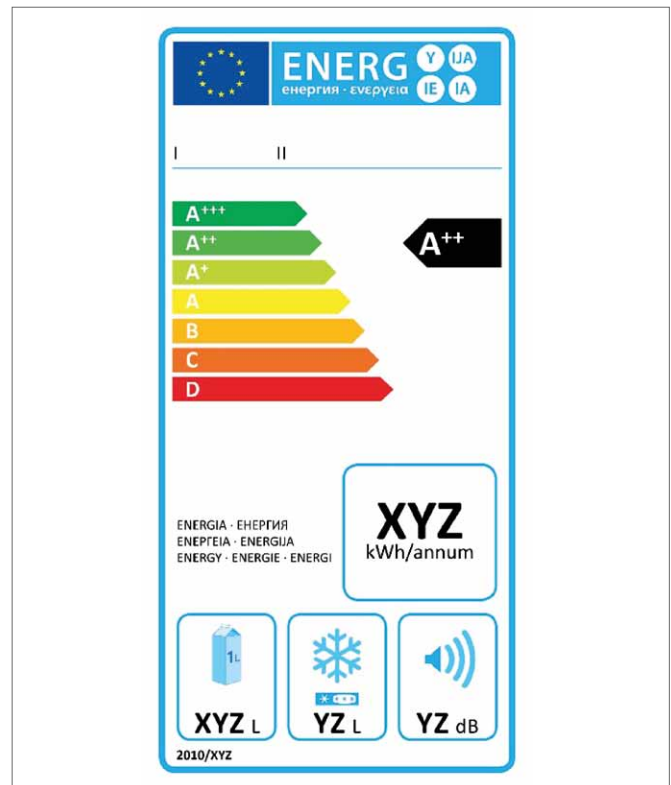 ENERG Y IJA
енергия · ενεργεια IE IA
I II
A+++
A++ A++
A+
A
B
C
D
XYZ
kWh/annum
ENERGIA · ЕНЕРГИЯ
ΕΝΕΡΓΕΙΑ · ENERGIJA
ENERGY · ENERGIE · ENERGI
1L
XYZ L YZ L YZ dB
2010/XYZ